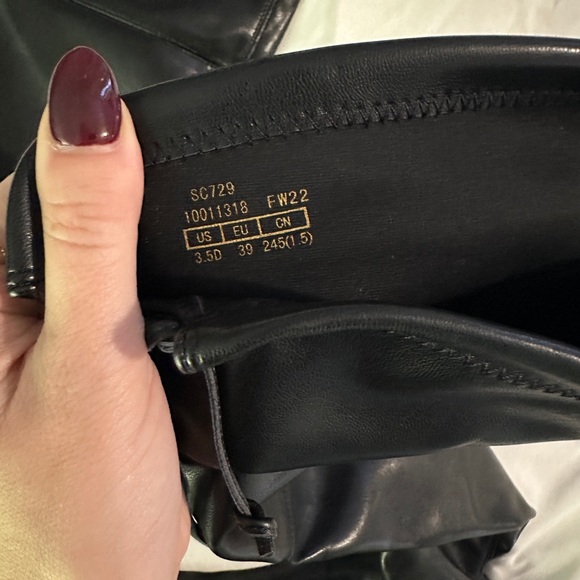 SC729
10011318 FW22
US EU CN
3.5D 39 245(1.5)